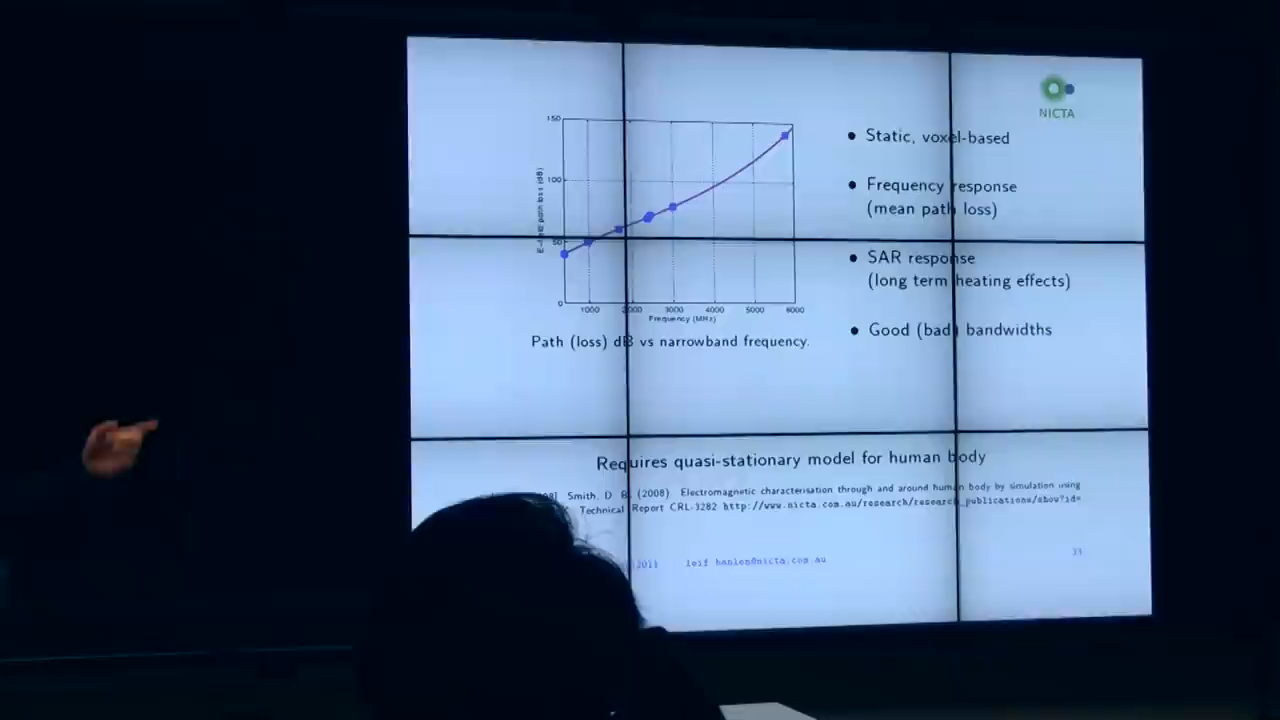 NICTA
150
100
50
0
1000 2000 3000 4000 5000 6000
E-field path loss (dB)
Frequency (MHz)
Path (loss) dB vs narrowband frequency.
• Static, voxel-based
• Frequency response
(mean path loss)
• SAR response
(long term heating effects)
• Good (bad) bandwidths
Requires quasi-stationary model for human body
Smith, D. B. (2008) Electromagnetic characterisation through and around human body by simulation using
Technical Report CRL-3282 http://www.nicta.com.au/research/research_publications/show?id=
2011 leif hanlen@nicta.com au